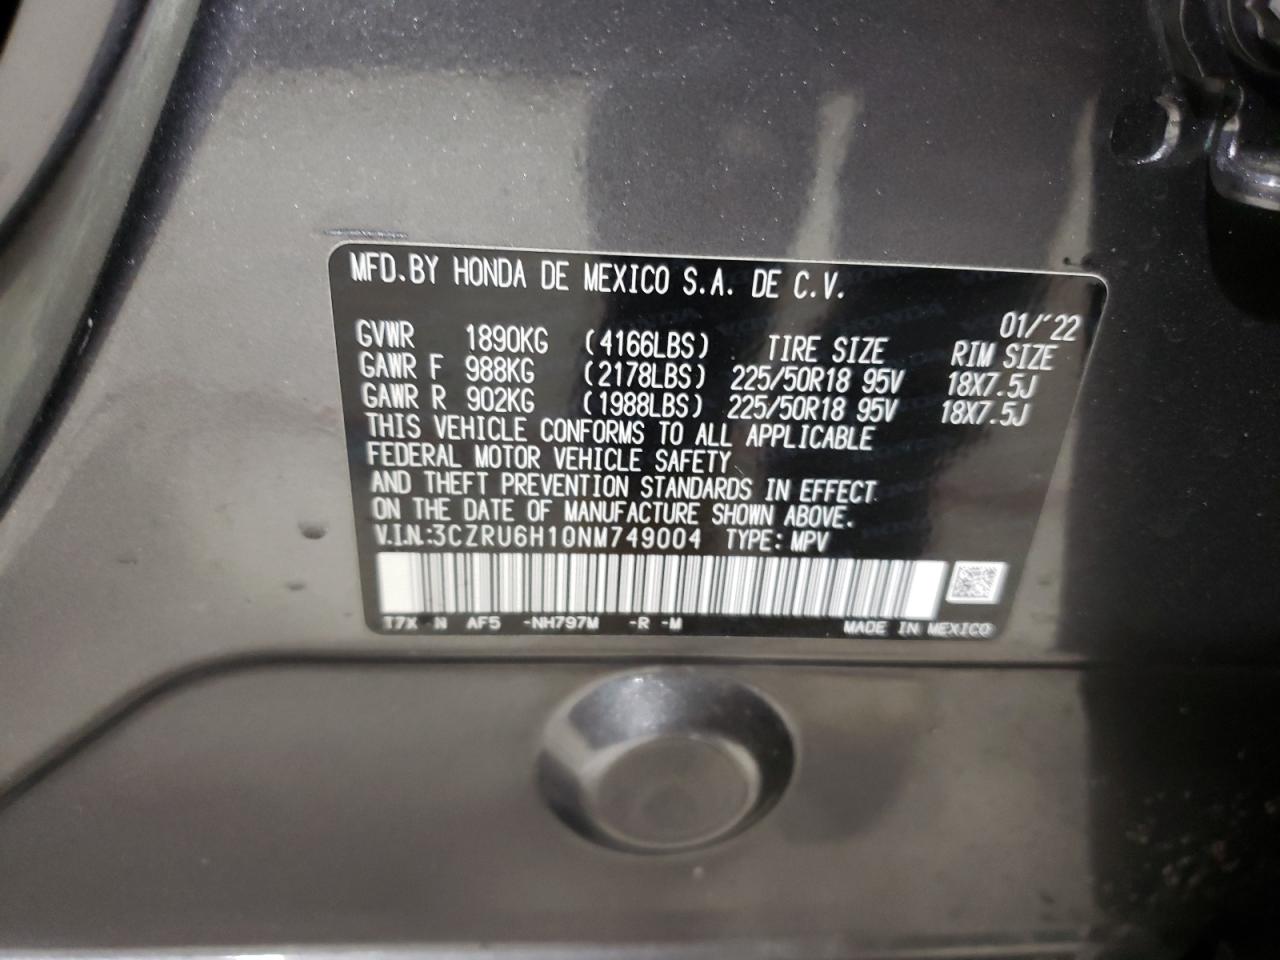 MFD.BY HONDA DE MEXICO S.A. DE C.V.
01/'22
GVWR 1890KG (4166LBS) TIRE SIZE RIM SIZE
GAWR F 988KG (2178LBS) 225/50R18 95V 18X7.5J
GAWR R 902KG (1988LBS) 225/50R18 95V 18X7.5J
THIS VEHICLE CONFORMS TO ALL APPLICABLE
FEDERAL MOTOR VEHICLE SAFETY
AND THEFT PREVENTION STANDARDS IN EFFECT
ON THE DATE OF MANUFACTURE SHOWN ABOVE.
V.I.N:3CZRU6H10NM749004 TYPE:MPV
T7X N AF5 -NH797M -R -M MADE IN MEXICO